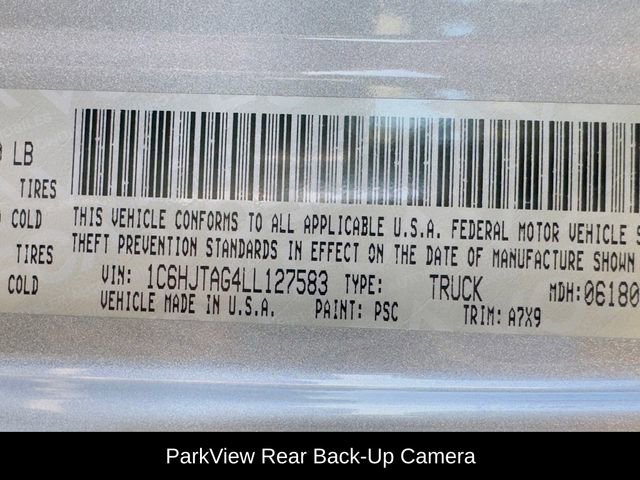 LB
TIRES
COLD
TIRES
COLD
THIS VEHICLE CONFORMS TO ALL APPLICABLE U.S.A. FEDERAL MOTOR VEHICLE S
THEFT PREVENTION STANDARDS IN EFFECT ON THE DATE OF MANUFACTURE SHOWN
VIN: 1C6HJTAG4LL127583 TYPE: TRUCK MDH:06180
VEHICLE MADE IN U.S.A. PAINT: PSC TRIM: A7X9
ParkView Rear Back-Up Camera